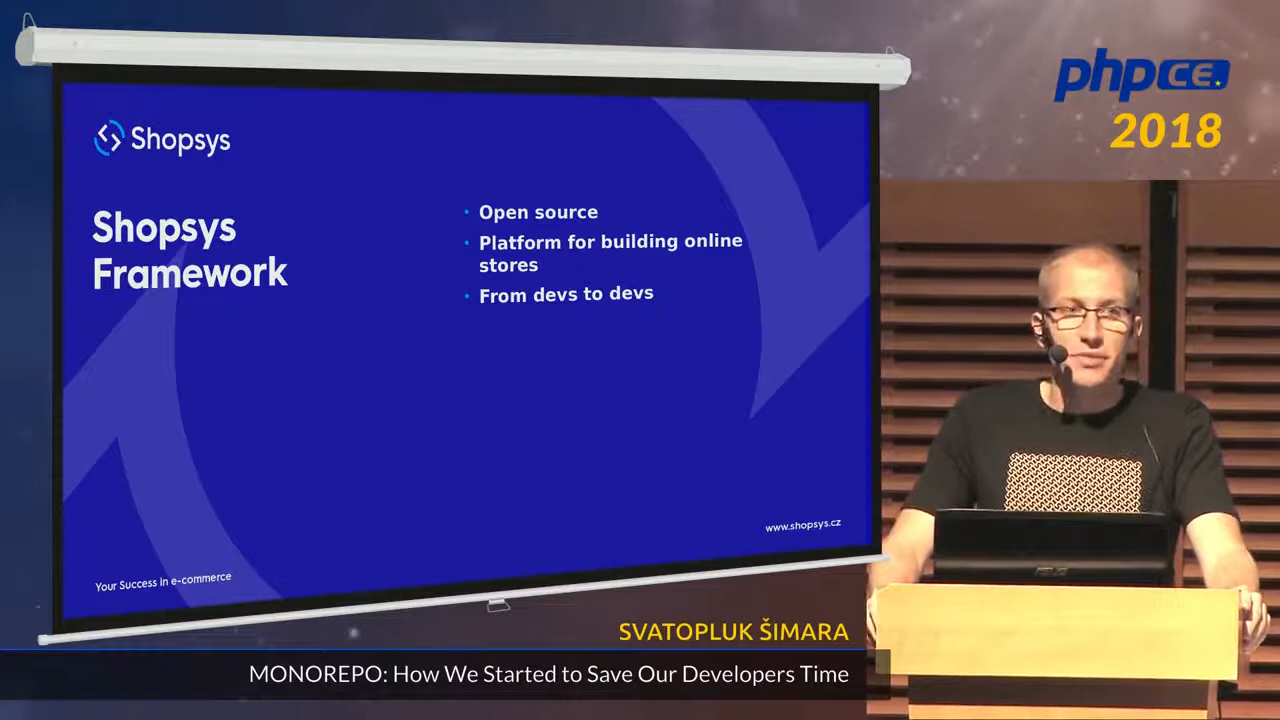 phpCE
2018
Shopsys
Shopsys
Framework
Open source
Platform for building online
stores
From devs to devs
www.shopsys.cz
Your Success in e-commerce
SVATOPLUK ŠIMARA
MONOREPO: How We Started to Save Our Developers Time
ASUS